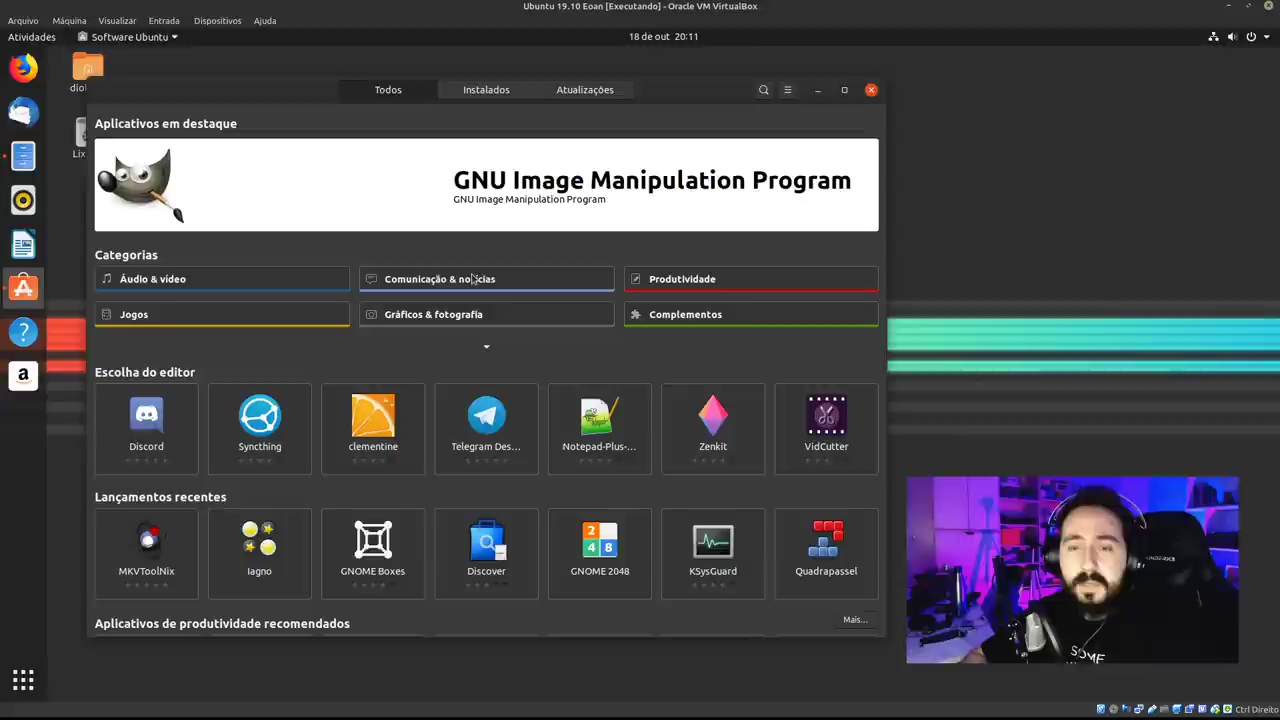 Ubuntu 19.10 Eoan [Executando] - Oracle VM VirtualBox
Arquivo Máquina Visualizar Entrada Dispositivos Ajuda
Atividades Software Ubuntu 18 de out 20:11
Todos Instalados Atualizações
Aplicativos em destaque
GNU Image Manipulation Program
GNU Image Manipulation Program
Categorias
Áudio & vídeo Comunicação & notícias Produtividade
Jogos Gráficos & fotografia Complementos
Escolha do editor
Discord Syncthing clementine Telegram Des... Notepad-Plus-... Zenkit VidCutter
Lançamentos recentes
MKVToolNix Iagno GNOME Boxes Discover GNOME 2048 KSysGuard Quadrapassel
Aplicativos de produtividade recomendados Mais...
SOME
Ctrl Direito